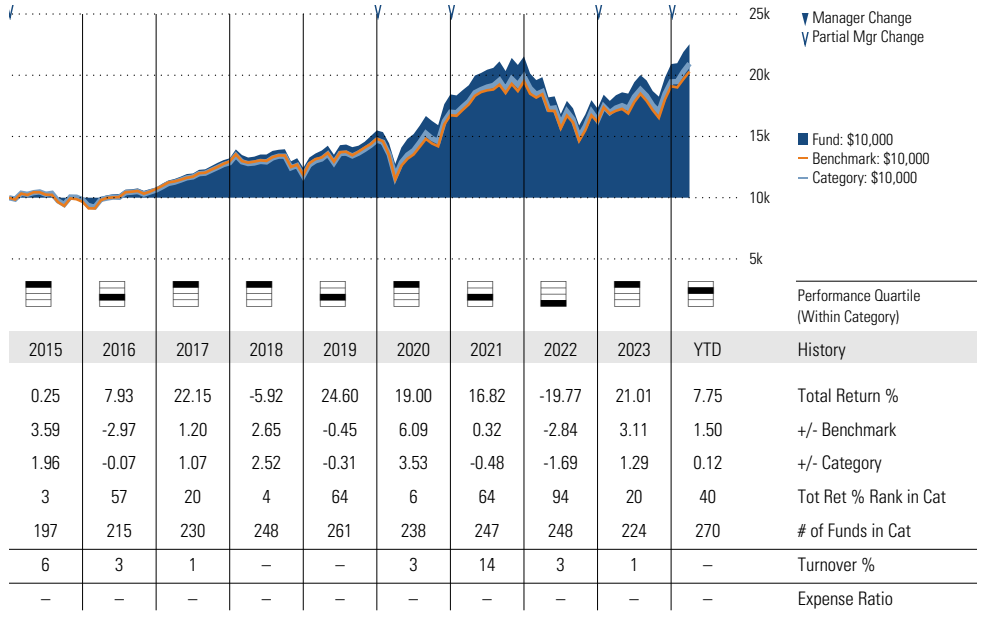 25k
20k
15k
10k
5k
Manager Change
Partial Mgr Change
Fund: $10,000
Benchmark: $10,000
Category: $10,000
Performance Quartile
(Within Category)
2015 2016 2017 2018 2019 2020 2021 2022 2023 YTD History
0.25 7.93 22.15 -5.92 24.60 19.00 16.82 -19.77 21.01 7.75 Total Return %
3.59 -2.97 1.20 2.65 -0.45 6.09 0.32 -2.84 3.11 1.50 +/- Benchmark
1.96 -0.07 1.07 2.52 -0.31 3.53 -0.48 -1.69 1.29 0.12 +/- Category
3 57 20 4 64 6 64 94 20 40 Tot Ret % Rank in Cat
197 215 230 248 261 238 247 248 224 270 # of Funds in Cat
6 3 1 – – 3 14 3 1 – Turnover %
– – – – – – – – – – Expense Ratio